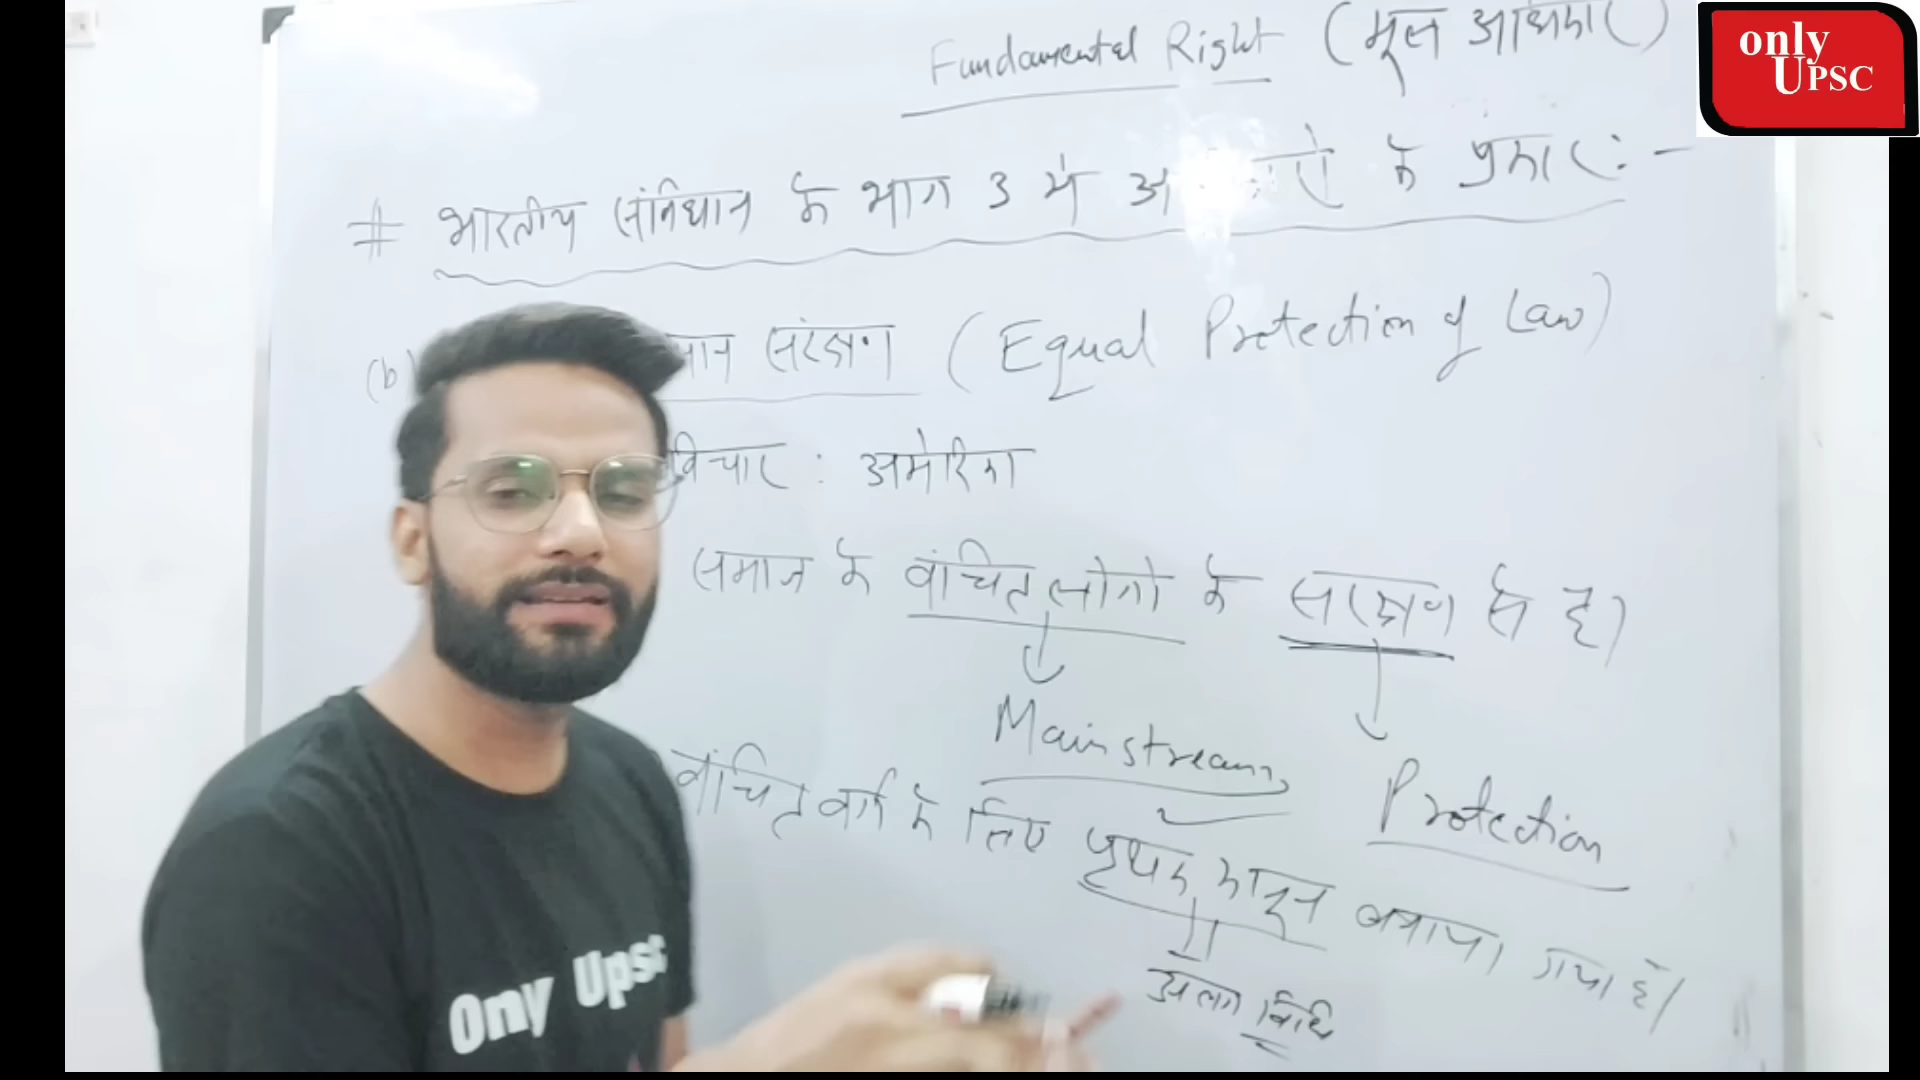 Fundamental Right (मूल अधिकार)
only
UPSC
# भारतीय संविधान के भाग 3 में के प्रकार: -
(b) संरक्षण (Equal Protection of Law)
विचार : अमेरिका
समाज के वंचित लोगो के संरक्षण से है।
Mainstream
Protection
वंचित वर्ग के लिए पृथक कानून बनाया गया है।
अलग विधि
Ony Upsc